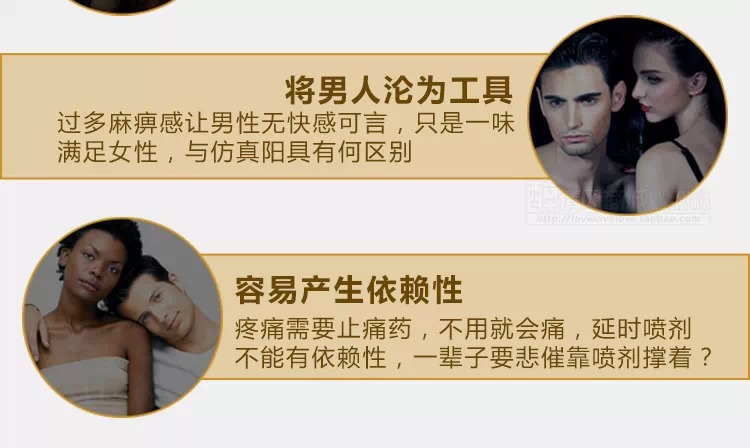 将男人沦为工具
过多麻痹感让男性无快感可言，只是一味
满足女性，与仿真阳具有何区别
http://lovelovelove.taobao.com/
容易产生依赖性
疼痛需要止痛药，不用就会痛，延时喷剂
不能有依赖性，一辈子要悲催靠喷剂撑着？